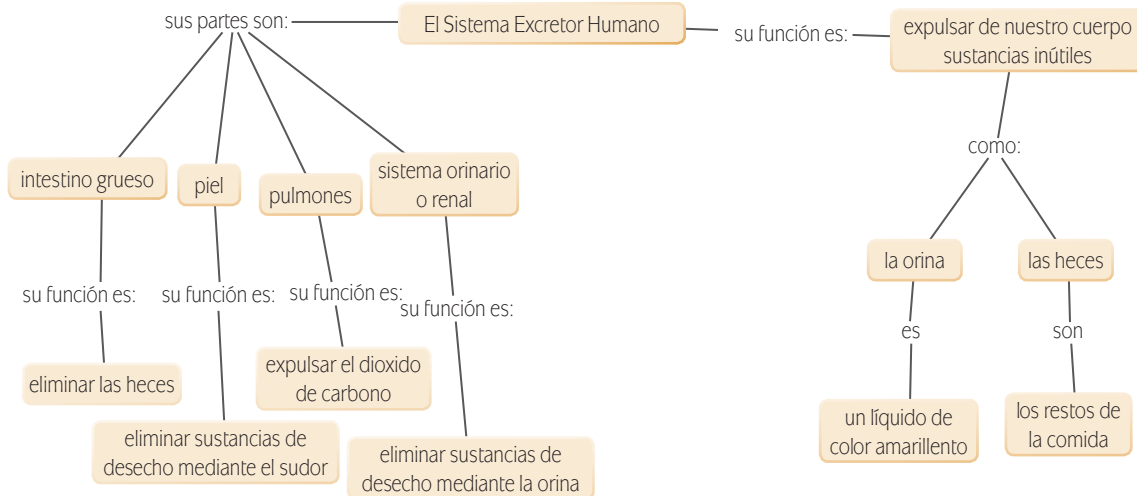 sus partes son:
El Sistema Excretor Humano
su función es:
expulsar de nuestro cuerpo
sustancias inútiles
intestino grueso
piel
pulmones
sistema orinario
o renal
su función es:
su función es:
su función es:
su función es:
eliminar las heces
eliminar sustancias de
desecho mediante el sudor
expulsar el dioxido
de carbono
eliminar sustancias de
desecho mediante la orina
como:
la orina
las heces
es
son
un líquido de
color amarillento
los restos de
la comida